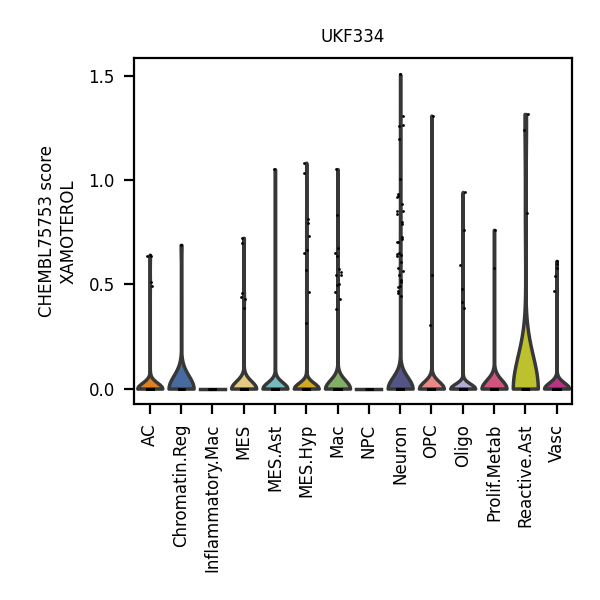 UKF334
CHEMBL75753 score
XAMOTEROL
1.5
1.0
0.5
0.0
AC
Chromatin.Reg
Inflammatory.Mac
MES
MES.Ast
MES.Hyp
Mac
NPC
Neuron
OPC
Oligo
Prolif.Metab
Reactive.Ast
Vasc